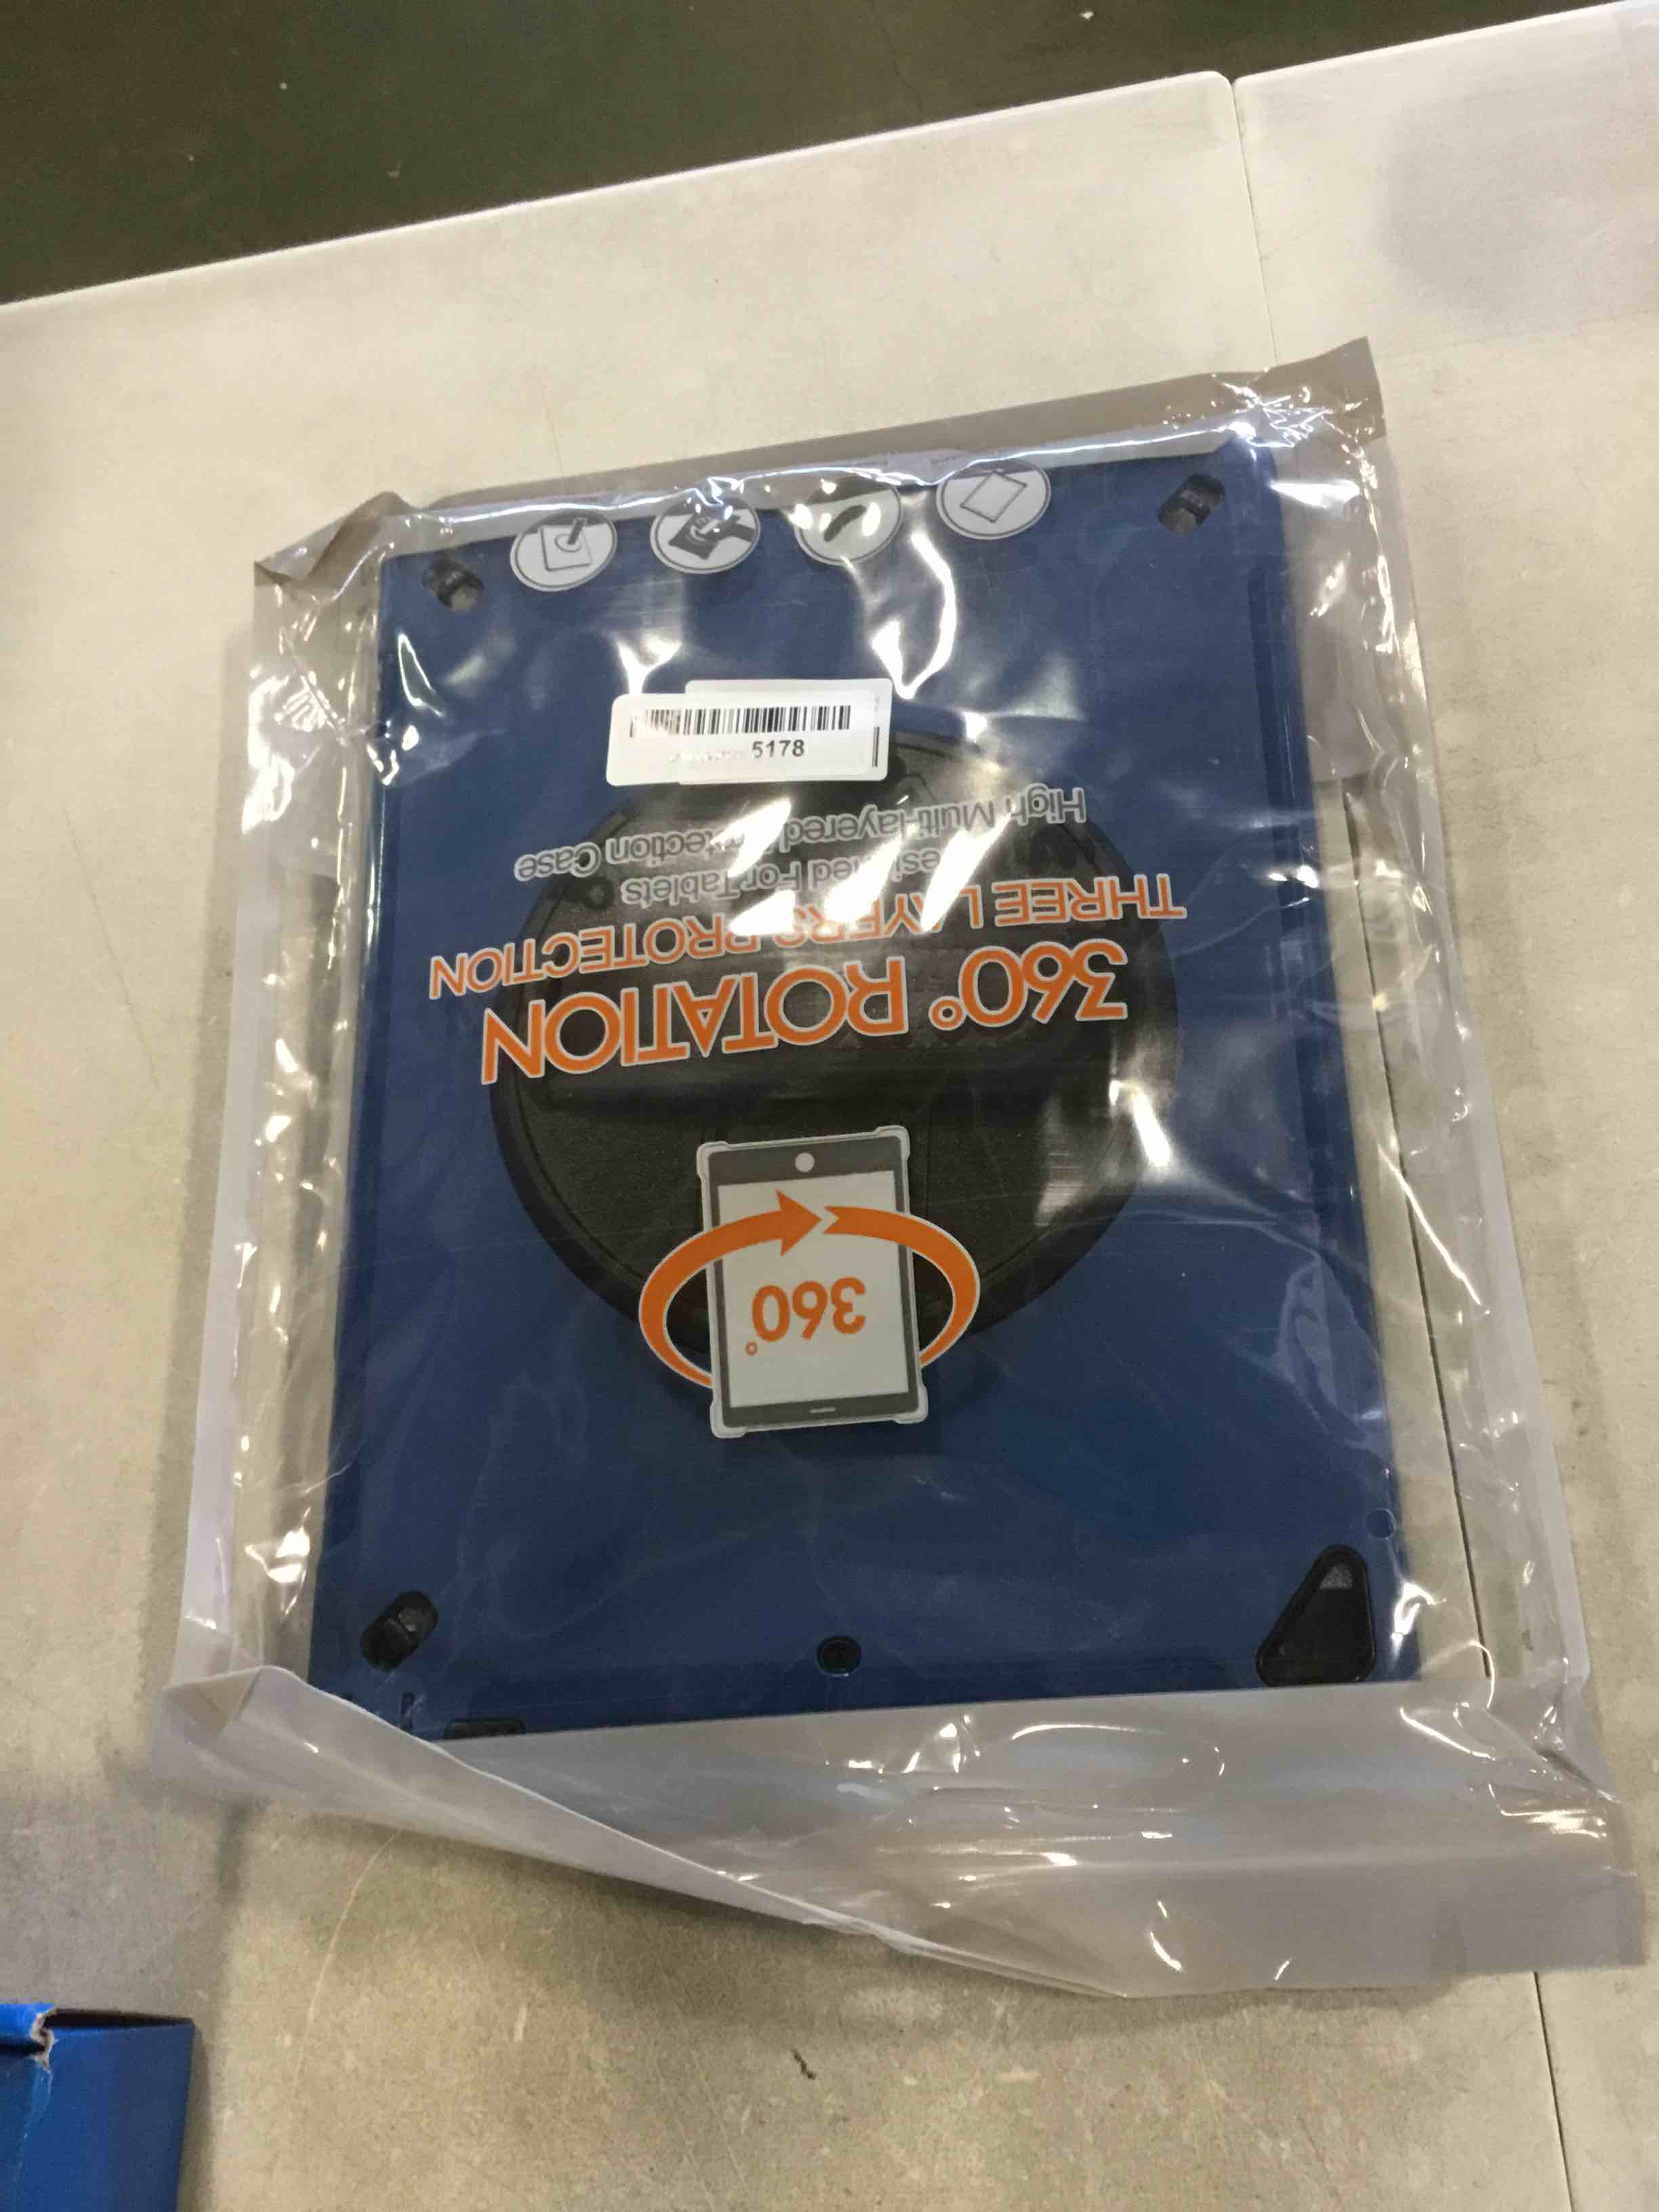 360°
360° ROTATION
THREE LAYERS PROTECTION
Designed For Tablets
High Multi-layered Protection Case
5178